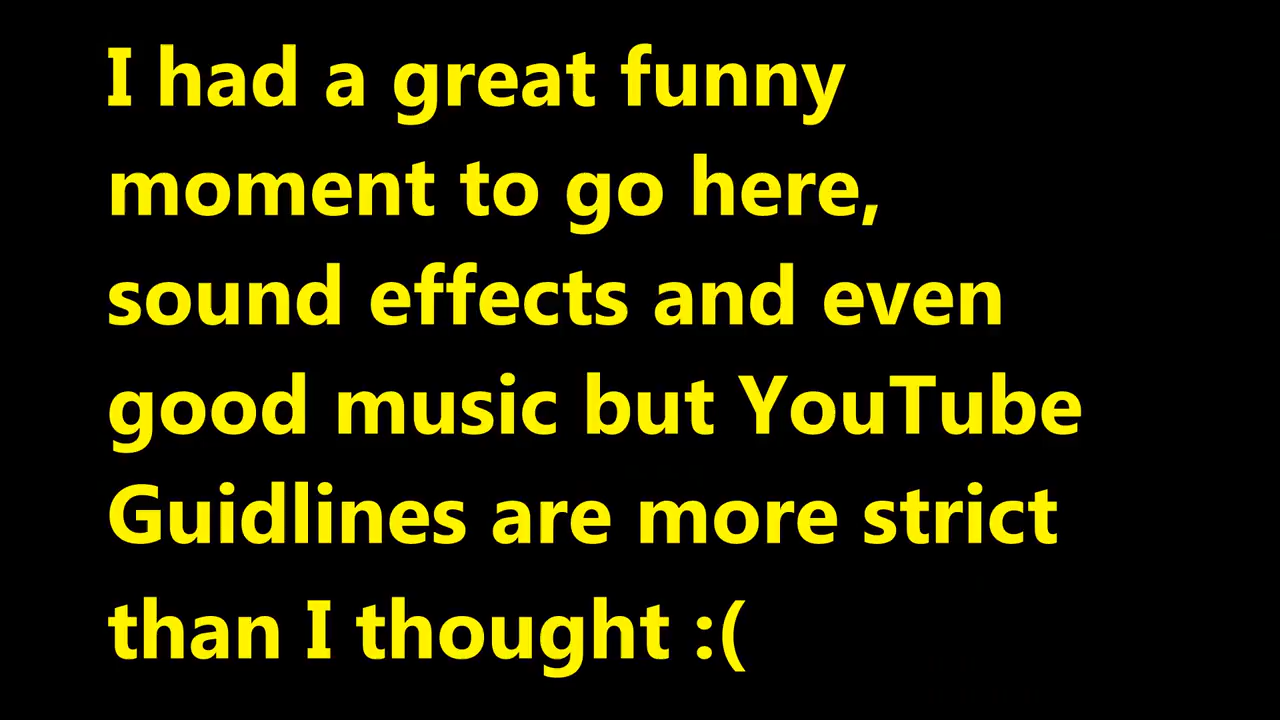 I had a great funny
moment to go here,
sound effects and even
good music but YouTube
Guidlines are more strict
than I thought :(